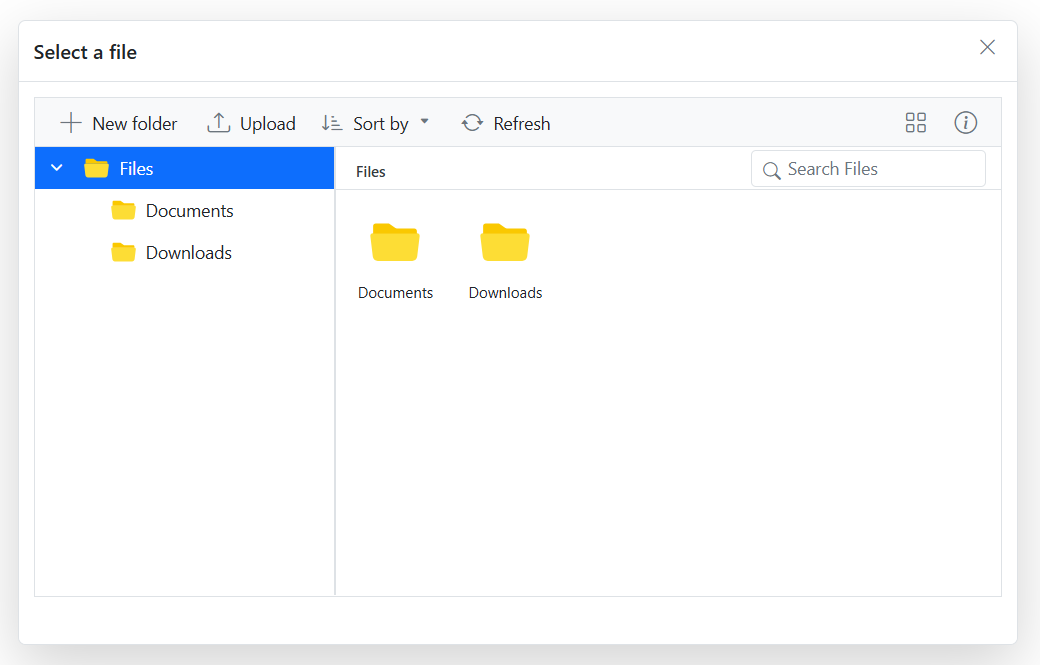 Select a file
New folder Upload Sort by Refresh
Files
Documents
Downloads
Files
Search Files
Documents Downloads